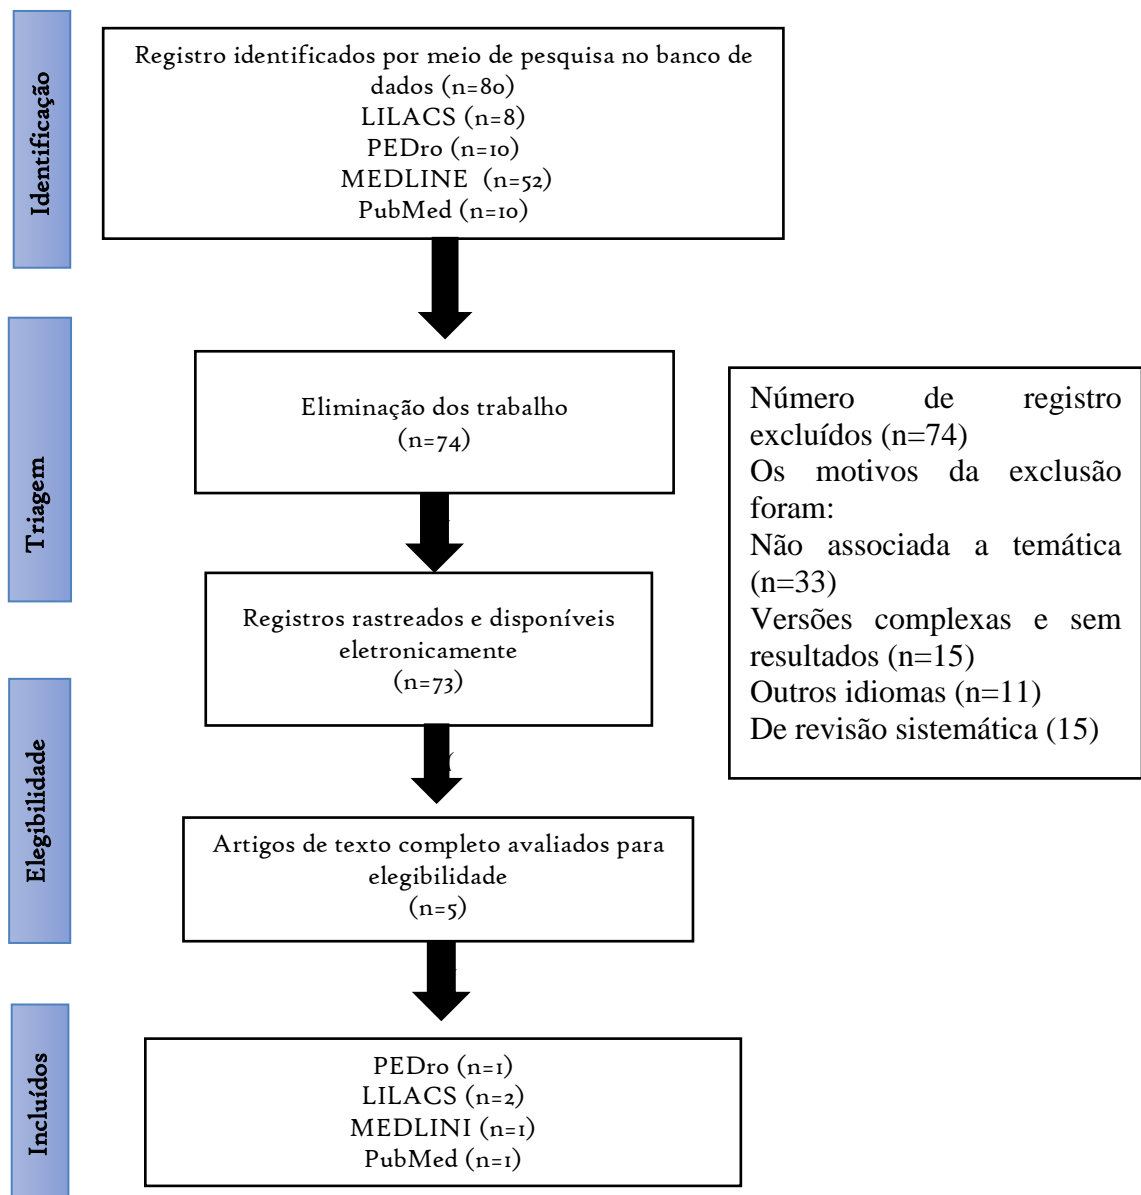 Identificação
Registro identificados por meio de pesquisa no banco de
dados (n=80)
LILACS (n=8)
PEDro (n=10)
MEDLINE (n=52)
PubMed (n=10)
Triagem
Eliminação dos trabalho
(n=74)
Número de registro
excluídos (n=74)
Os motivos da exclusão
foram:
Não associada a temática
(n=33)
Versões complexas e sem
resultados (n=15)
Outros idiomas (n=11)
De revisão sistemática (15)
Registros rastreados e disponíveis
eletronicamente
(n=73)
Elegibilidade
Artigos de texto completo avaliados para
elegibilidade
(n=5)
Incluídos
PEDro (n=1)
LILACS (n=2)
MEDLINI (n=1)
PubMed (n=1)